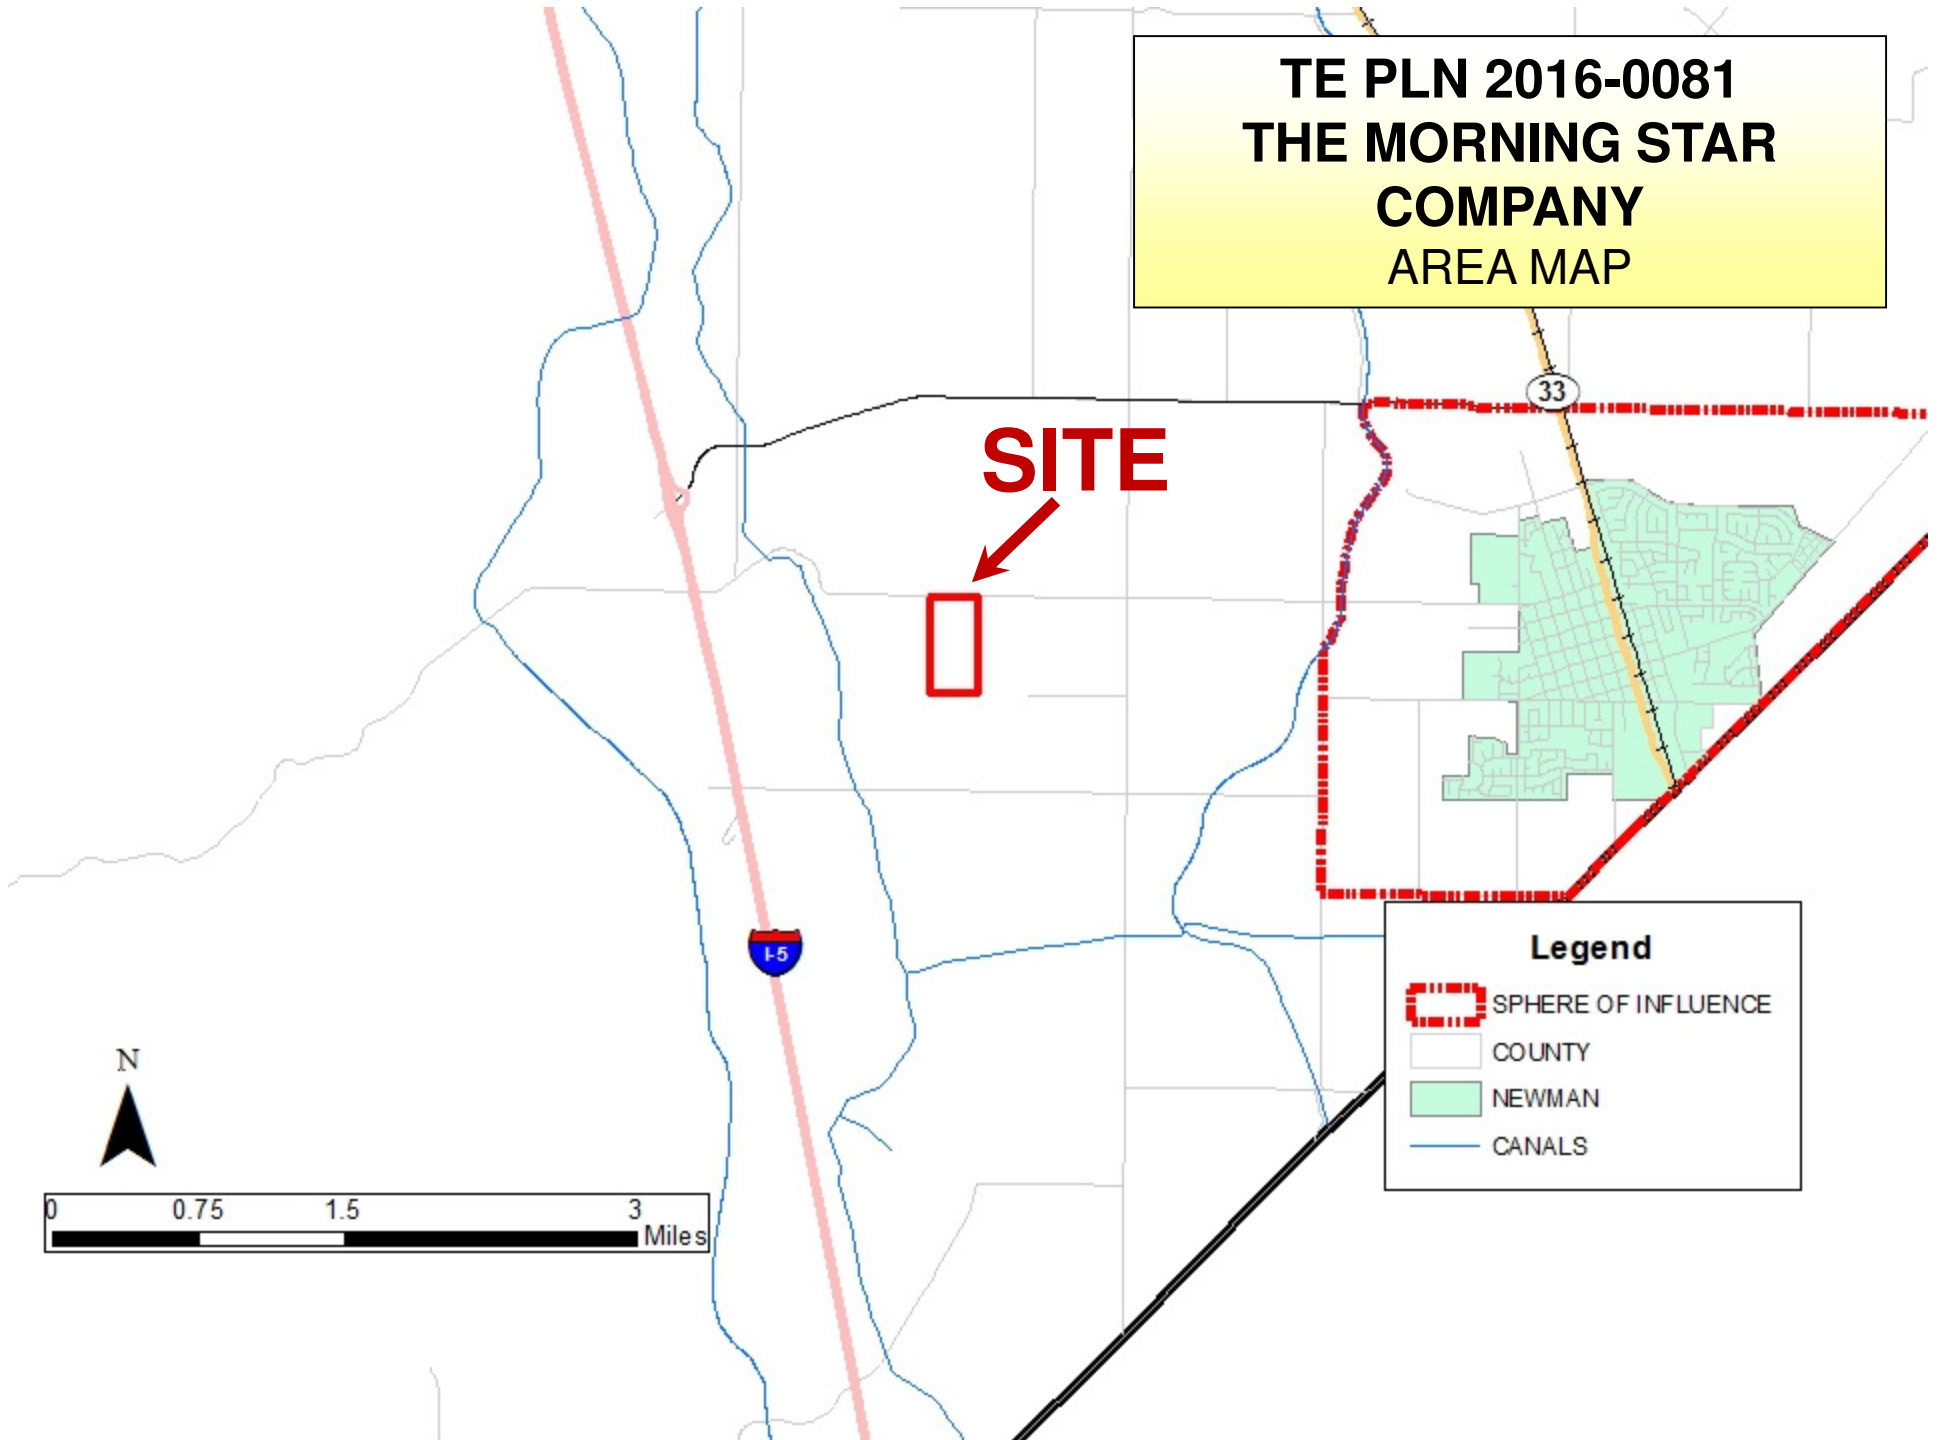 TE PLN 2016-0081
THE MORNING STAR
COMPANY
AREA MAP
33
SITE
I-5
Legend
SPHERE OF INFLUENCE
COUNTY
NEWMAN
CANALS
N
0 0.75 1.5 3
Miles